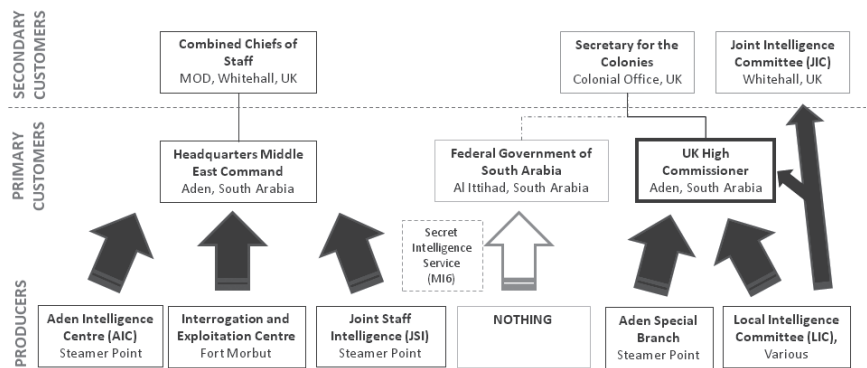 SECONDARY
CUSTOMERS
Combined Chiefs of
Staff
MOD, Whitehall, UK
Secretary for the
Colonies
Colonial Office, UK
Joint Intelligence
Committee (JIC)
Whitehall, UK
PRIMARY
CUSTOMERS
Headquarters Middle
East Command
Aden, South Arabia
Federal Government of
South Arabia
Al Ittihad, South Arabia
UK High
Commissioner
Aden, South Arabia
Secret
Intelligence
Service
(MI6)
PRODUCERS
Aden Intelligence
Centre (AIC)
Steamer Point
Interrogation and
Exploitation Centre
Fort Morbut
Joint Staff
Intelligence (JSI)
Steamer Point
NOTHING
Aden Special
Branch
Steamer Point
Local Intelligence
Committee (LIC),
Various